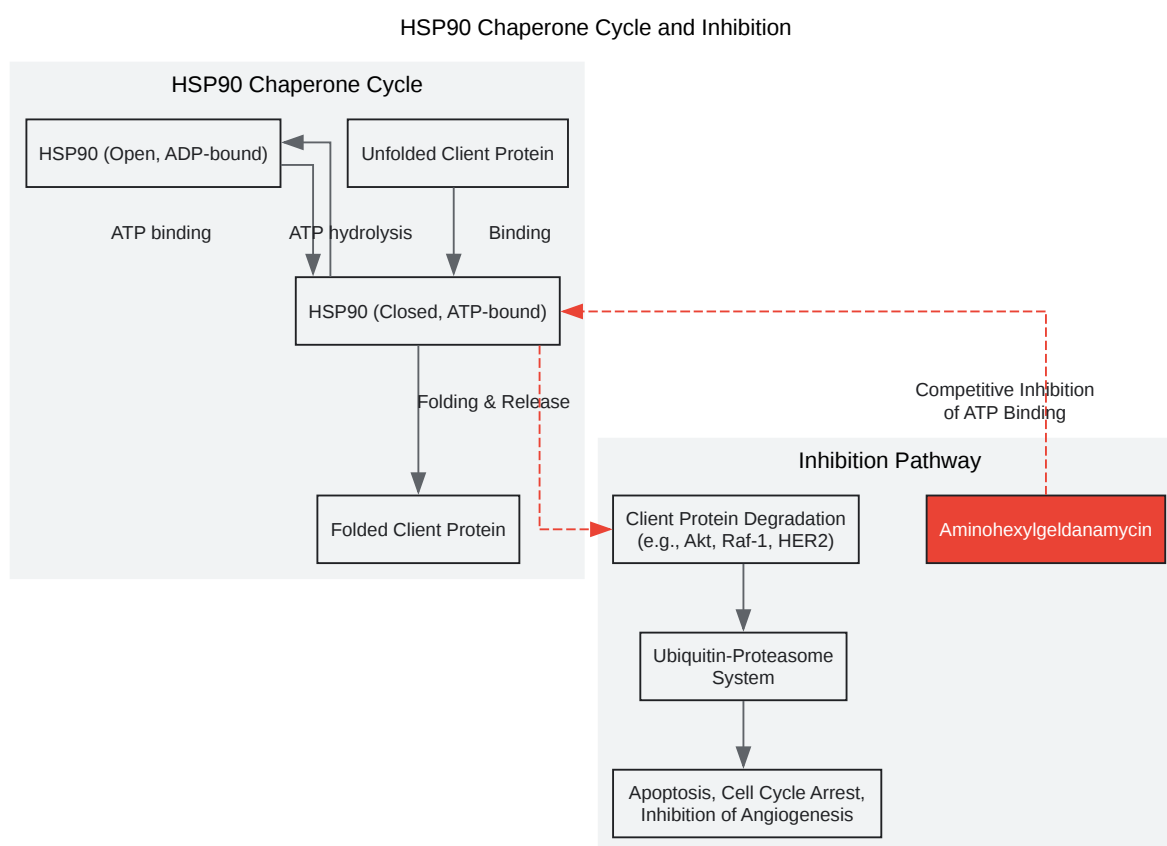 HSP90 Chaperone Cycle and Inhibition
HSP90 Chaperone Cycle
HSP90 (Open, ADP-bound)
Unfolded Client Protein
ATP binding
ATP hydrolysis
Binding
HSP90 (Closed, ATP-bound)
Folding & Release
Competitive Inhibition
of ATP Binding
Folded Client Protein
Inhibition Pathway
Client Protein Degradation
(e.g., Akt, Raf-1, HER2)
Aminohexylgeldanamycin
Ubiquitin-Proteasome
System
Apoptosis, Cell Cycle Arrest,
Inhibition of Angiogenesis